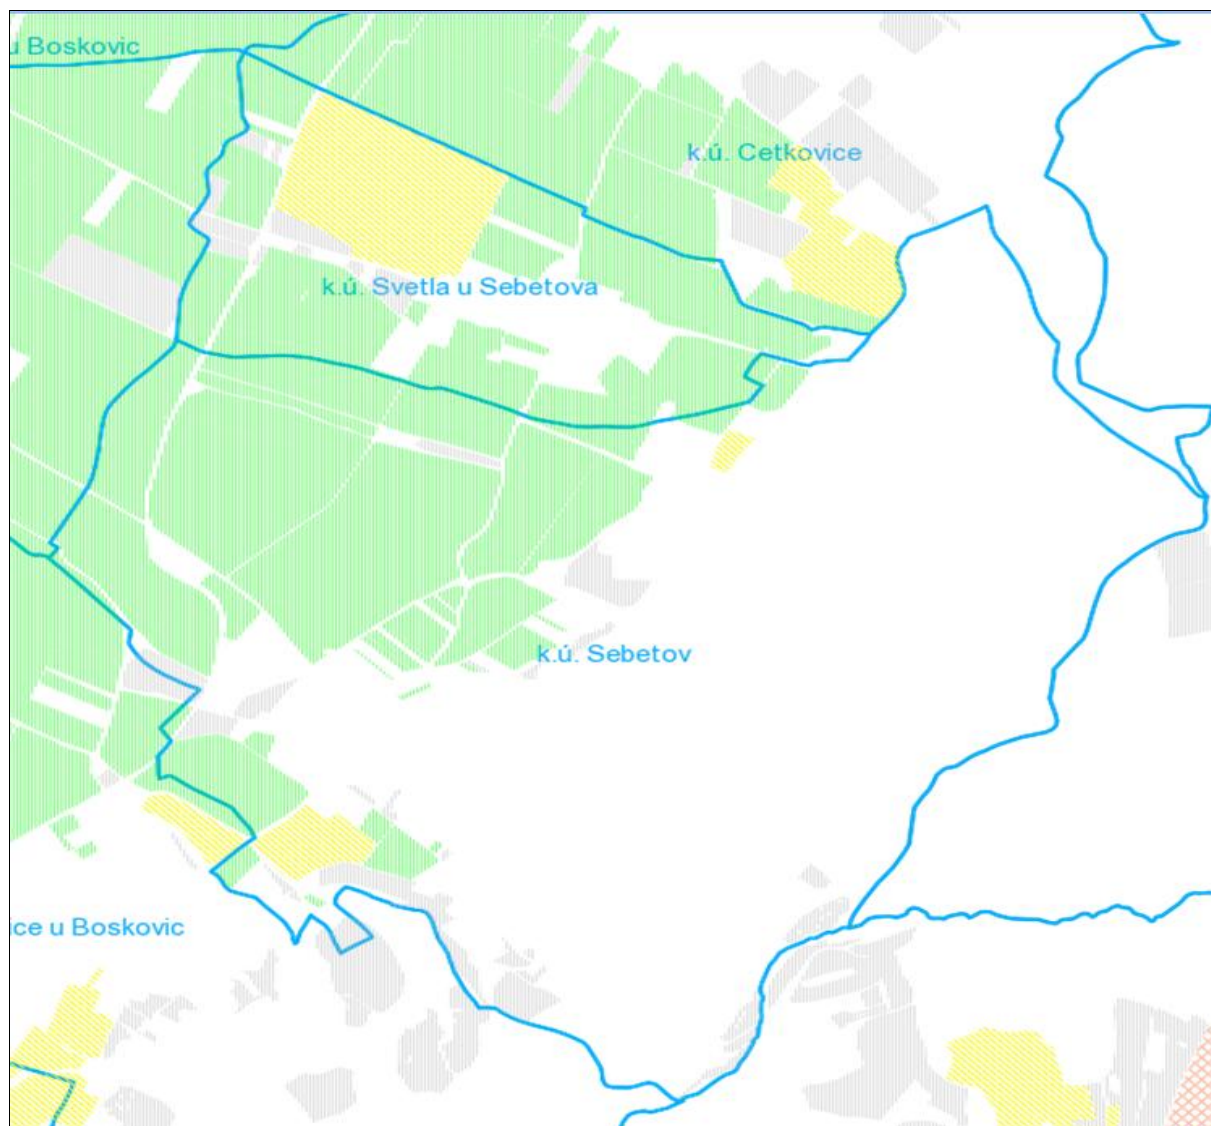 u Boskovic
k.ú. Cetkovice
k.ú. Svetla u Sebetova
k.ú. Sebetov
ice u Boskovic